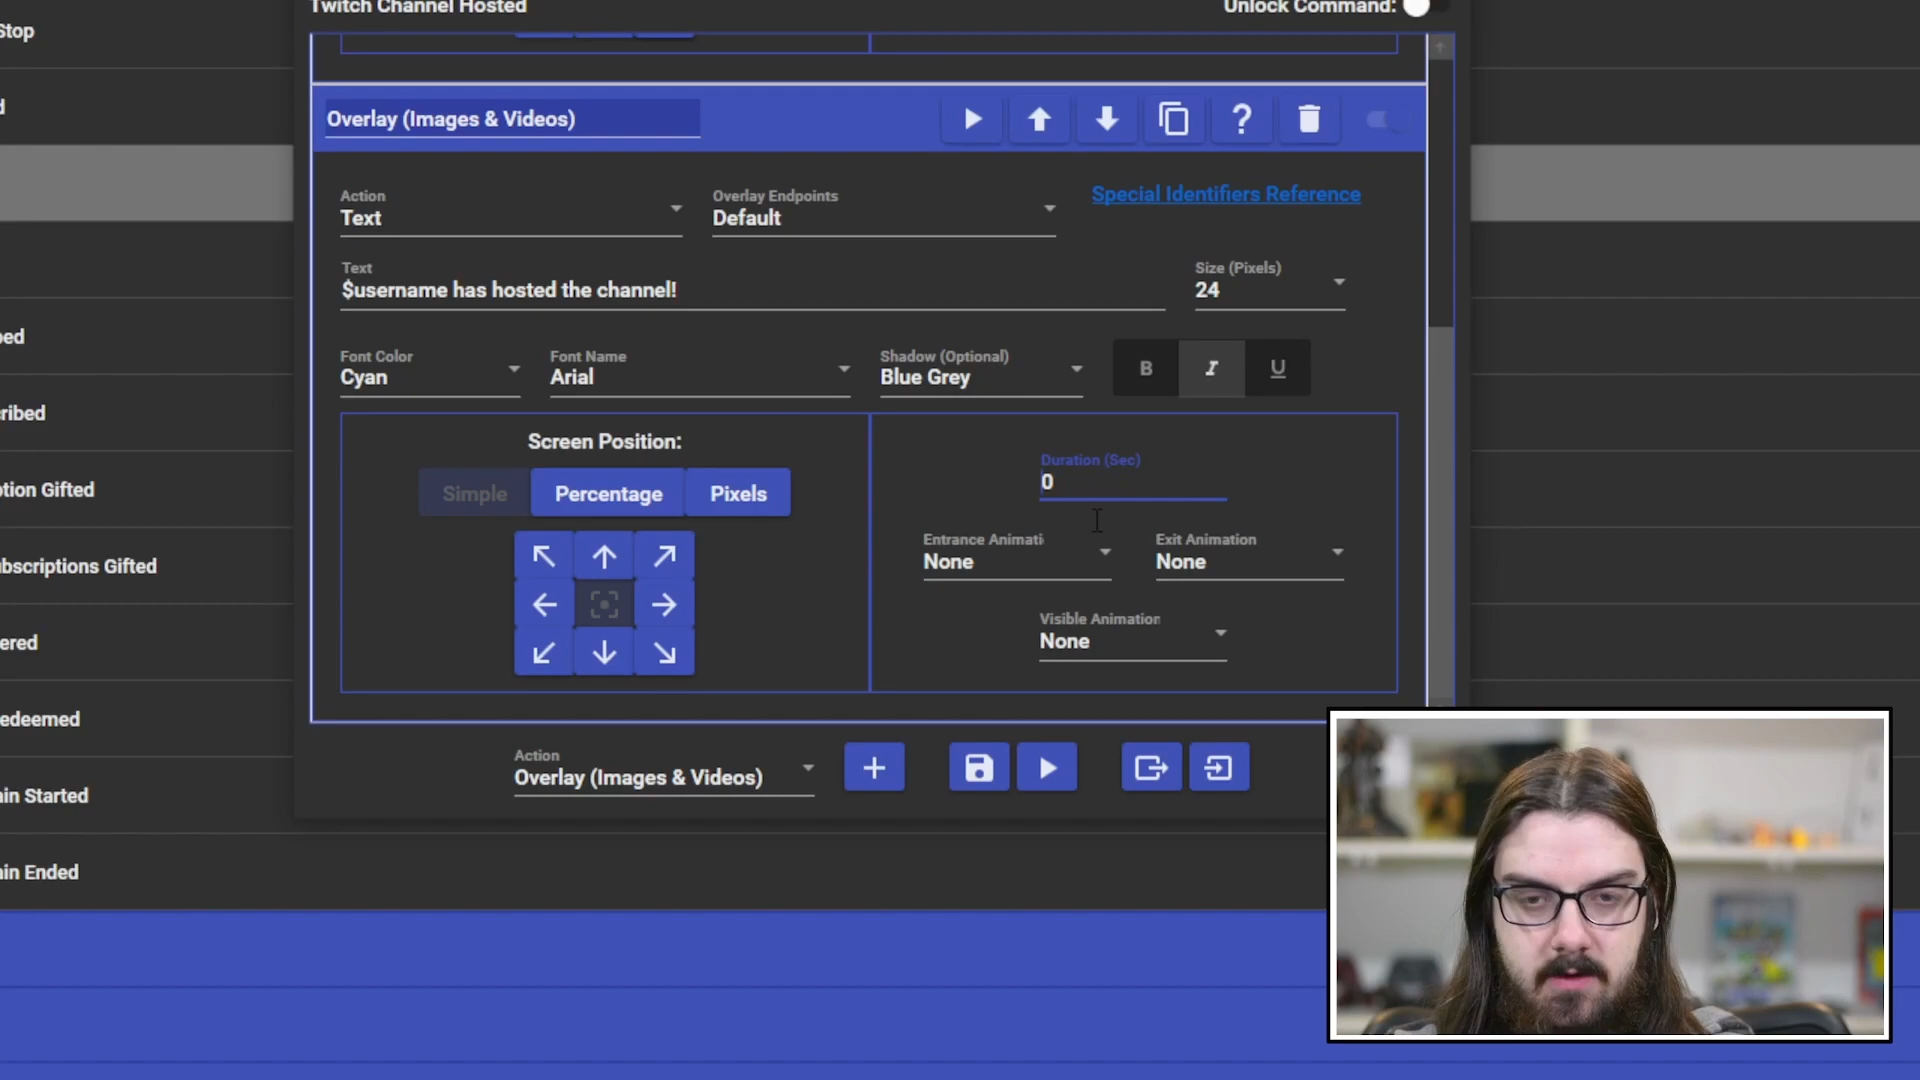 Twitch Channel Hosted
Unlock Command:
Stop
d
Overlay (Images & Videos)
Action
Text
Overlay Endpoints
Default
Special Identifiers Reference
Text
$username has hosted the channel!
Size (Pixels)
24
Font Color
Cyan
Font Name
Arial
Shadow (Optional)
Blue Grey
B
I
U
Screen Position:
Simple
Percentage
Pixels
Duration (Sec)
0
Entrance Animati
None
Exit Animation
None
Visible Animation
None
Action
Overlay (Images & Videos)
ped
ribed
tion Gifted
bscriptions Gifted
ered
edeemed
ain Started
ain Ended